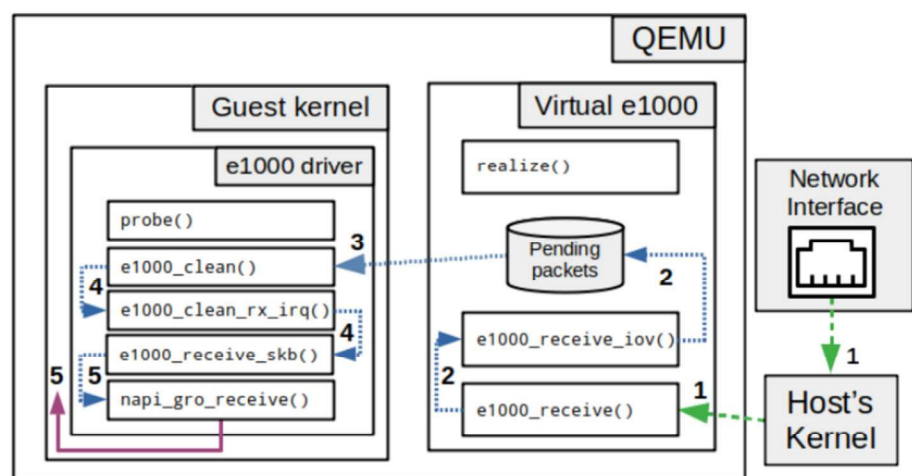 QEMU
Guest kernel
e1000 driver
probe()
e1000_clean()
e1000_clean_rx_irq()
e1000_receive_skb()
napi_gro_receive()
4
4
5
5
3
Virtual e1000
realize()
Pending
packets
2
e1000_receive_iov()
2
e1000_receive()
1
Network
Interface
1
Host's
Kernel